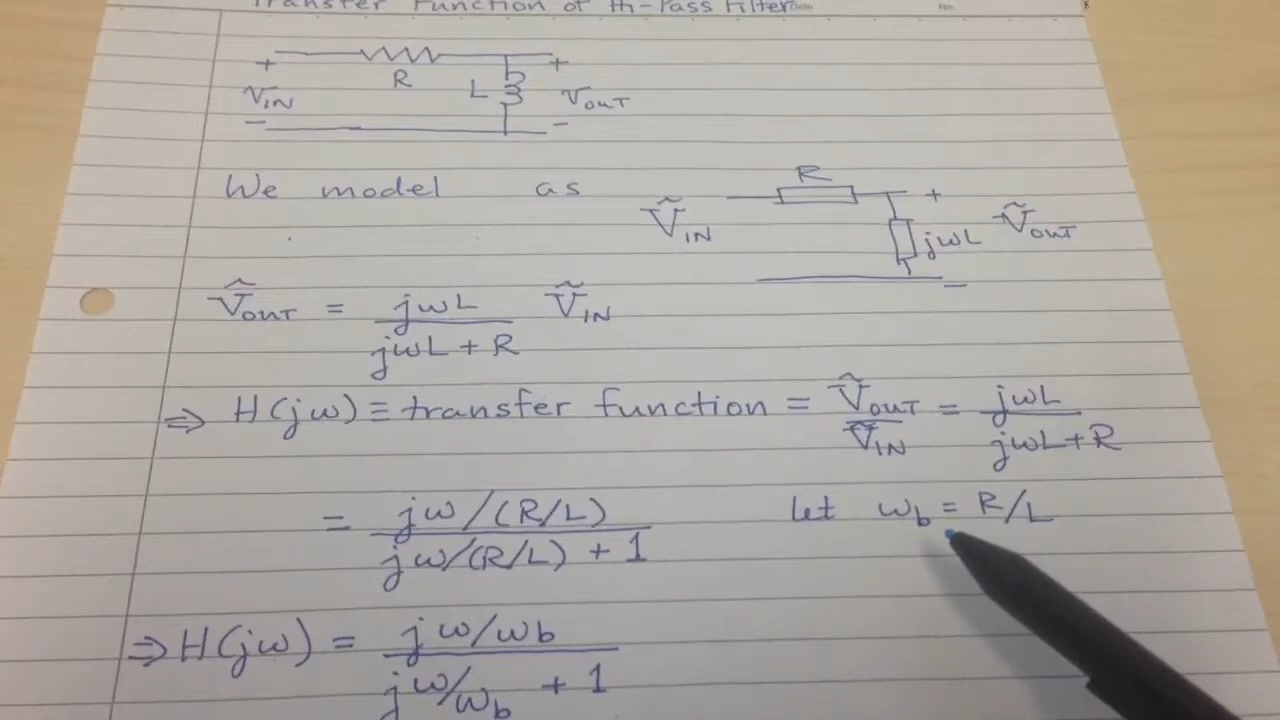 Transfer Function of Hi-Pass Filter
No.
+ R L +
VIN VOUT
- -
We model as ṼIN R + jωL ṼOUT -
ṼOUT = jωL / jωL + R ṼIN
⇒ H(jω) ≡ transfer function = ṼOUT / ṼIN = jωL / jωL + R
= jω/(R/L) / jω/(R/L) + 1 let ωb = R/L
⇒ H(jω) = jω/ωb / jω/ωb + 1